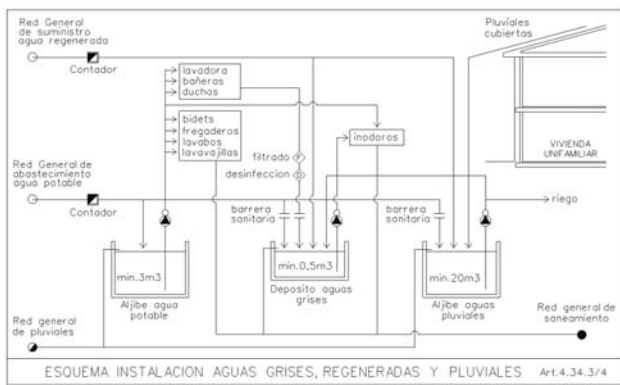 Red General
de suministro
agua regenerada
Contador
Pluviales
cubiertas
lavadora
bañeras
duchas
bidets
fregaderos
lavabos
lavavajillas
inodoros
filtrado
F
desinfeccion
D
VIVIENDA
UNIFAMILIAR
Red General de
abastecimiento
agua potable
Contador
barrera
sanitaria
barrera
sanitaria
riego
min.3m3
Aljibe agua
potable
min.0,5m3
Deposito aguas
grises
min.20m3
Aljibe aguas
pluviales
Red general
de pluviales
Red general de
saneamiento
ESQUEMA INSTALACION AGUAS GRISES, REGENERADAS Y PLUVIALES Art.4.34.3/4